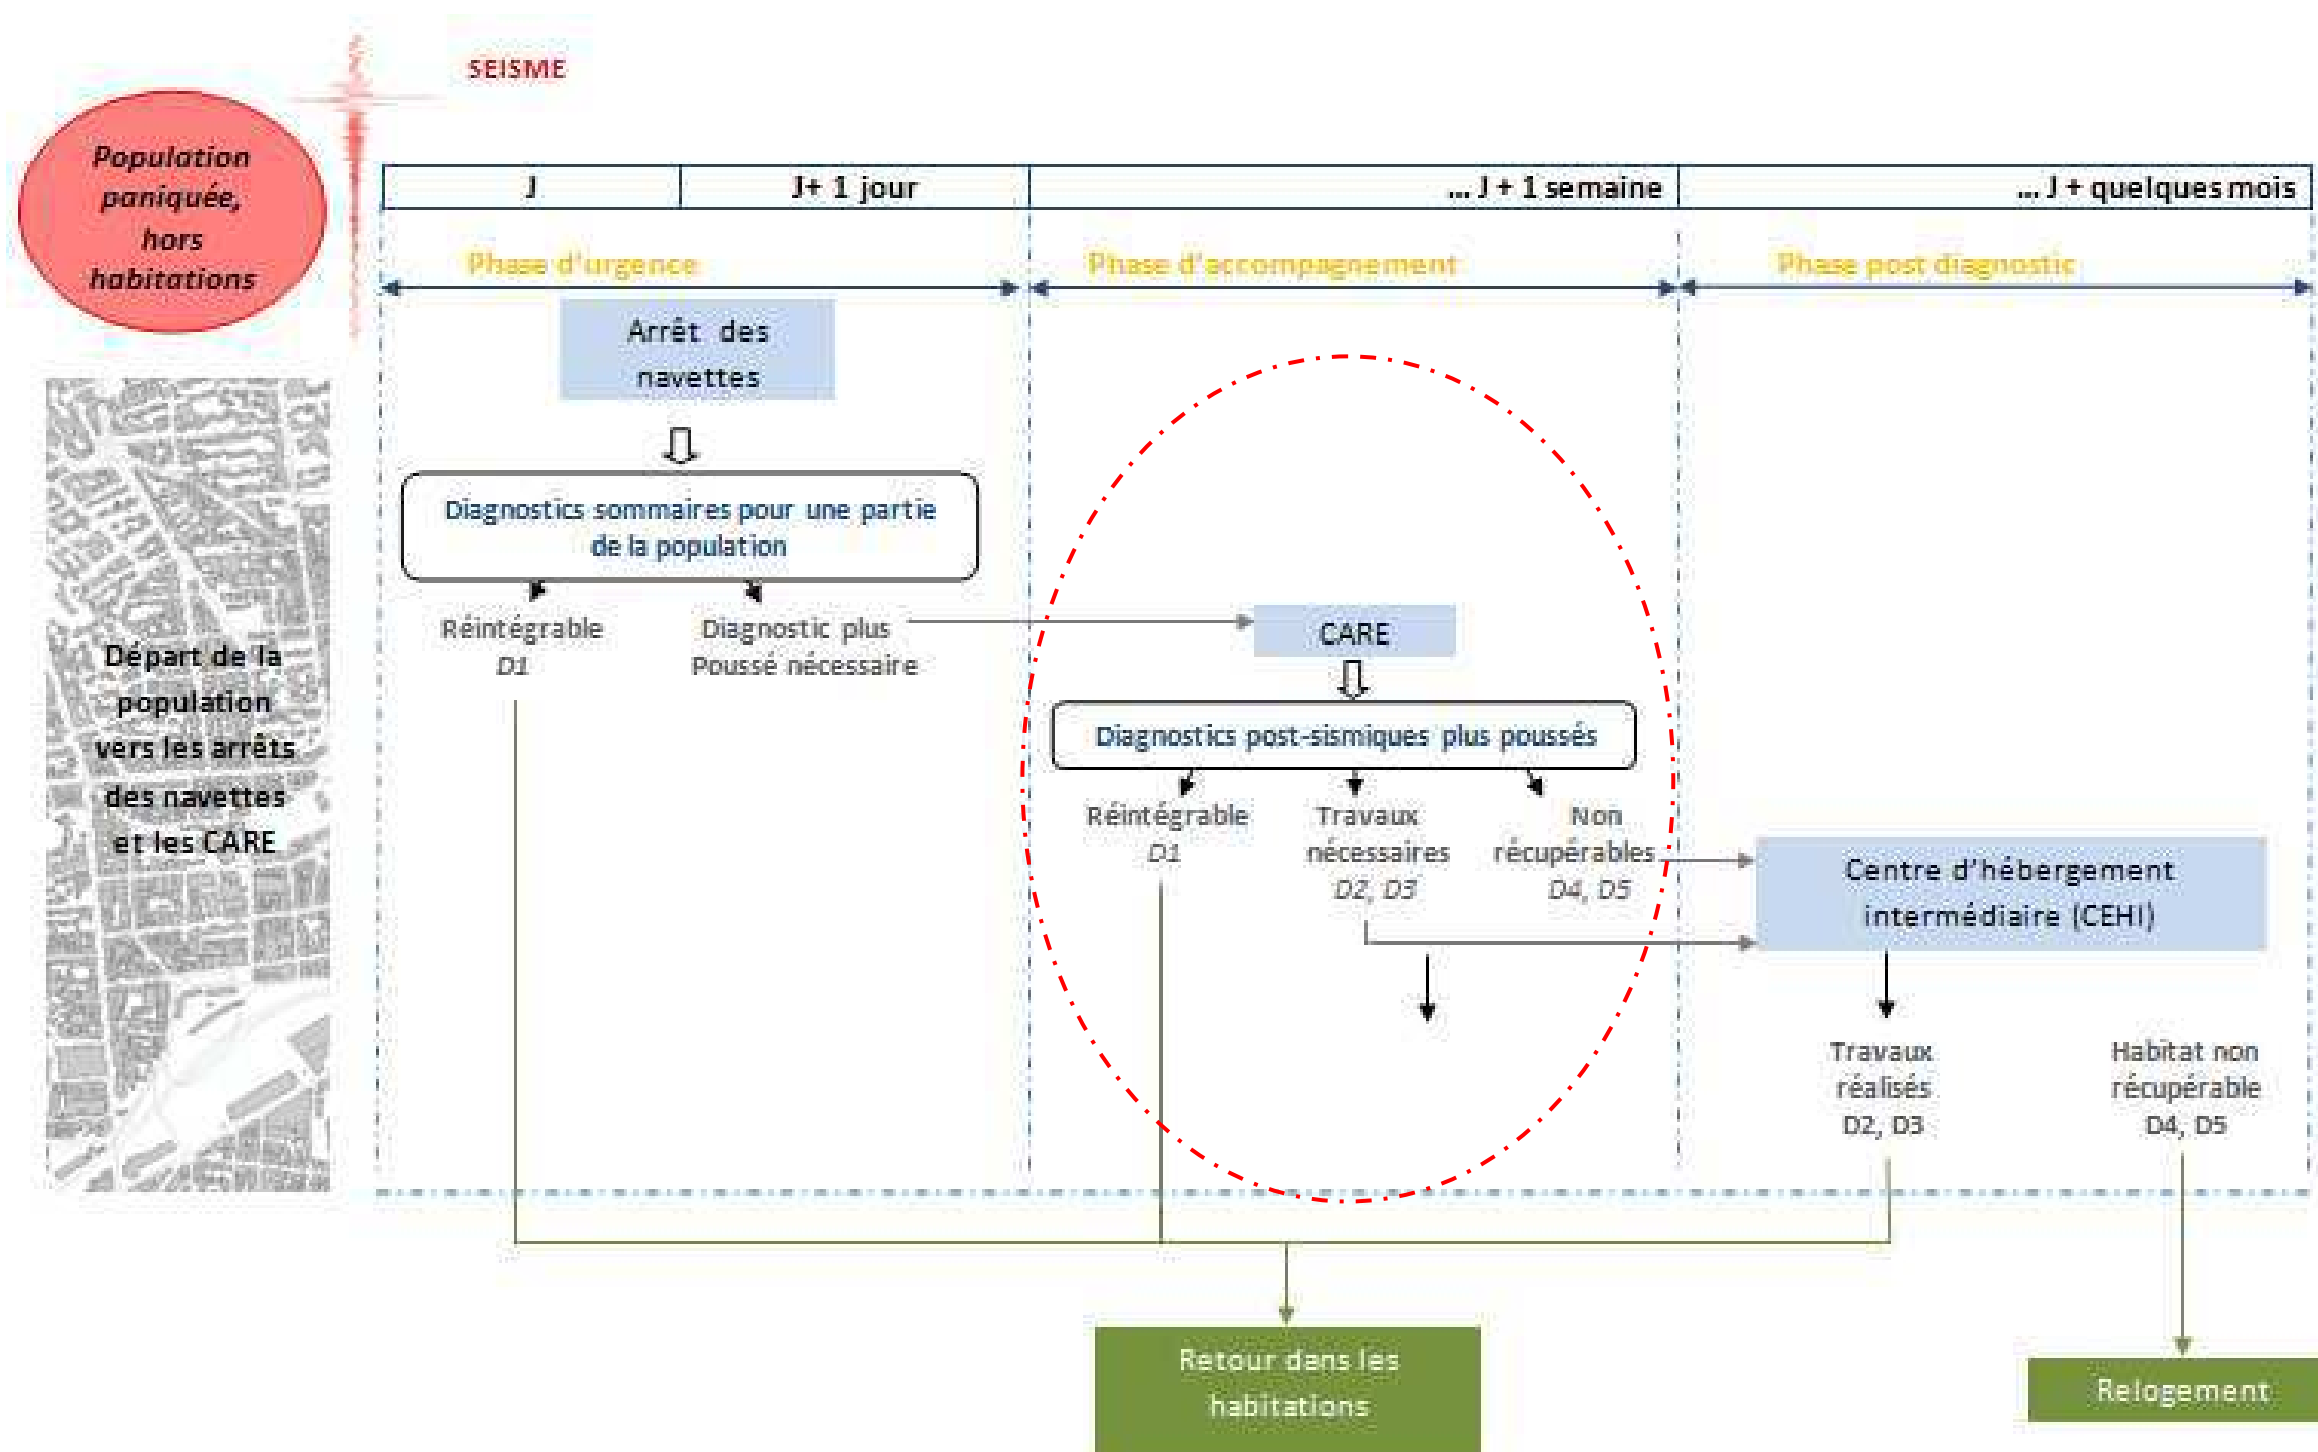 SEISME
Population
paniquée,
hors
habitations
J
J+ 1 jour
... J + 1 semaine
... J + quelques mois
Phase d'urgence
Phase d'accompagnement
Phase post diagnostic
Arrêt des
navettes
Diagnostics sommaires pour une partie
de la population
Réintégrable
D1
Diagnostic plus
Poussé nécessaire
Départ de la
population
vers les arrêts
des navettes
et les CARE
CARE
Diagnostics post-sismiques plus poussés
Réintégrable
D1
Travaux
nécessaires
D2, D3
Non
récupérables
D4, D5
Centre d'hébergement
intermédiaire (CEHI)
Travaux
réalisés
D2, D3
Habitat non
récupérable
D4, D5
Retour dans les
habitations
Relogement